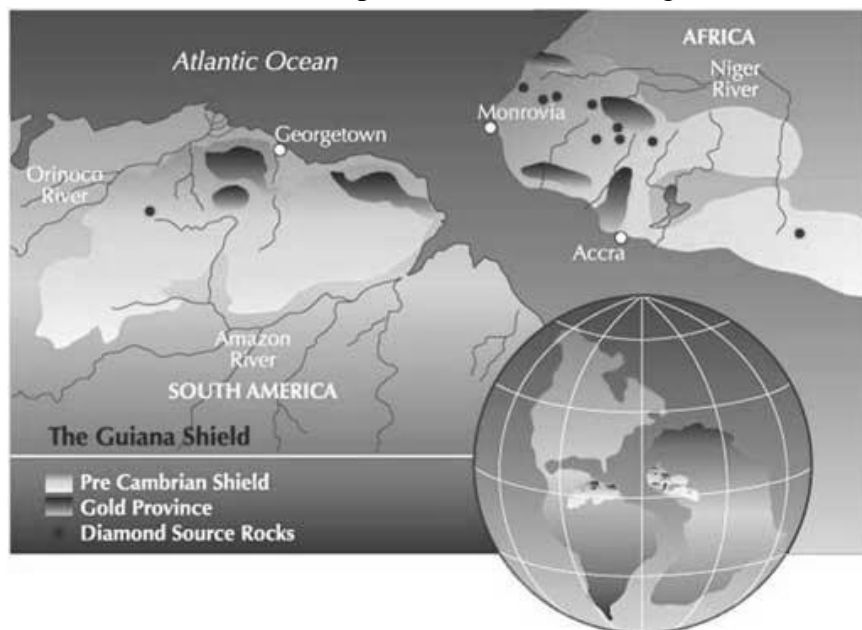 Atlantic Ocean
AFRICA
Niger
River
Monrovia
Georgetown
Orinoco
River
Accra
Amazon
River
SOUTH AMERICA
The Guiana Shield
Pre Cambrian Shield
Gold Province
Diamond Source Rocks